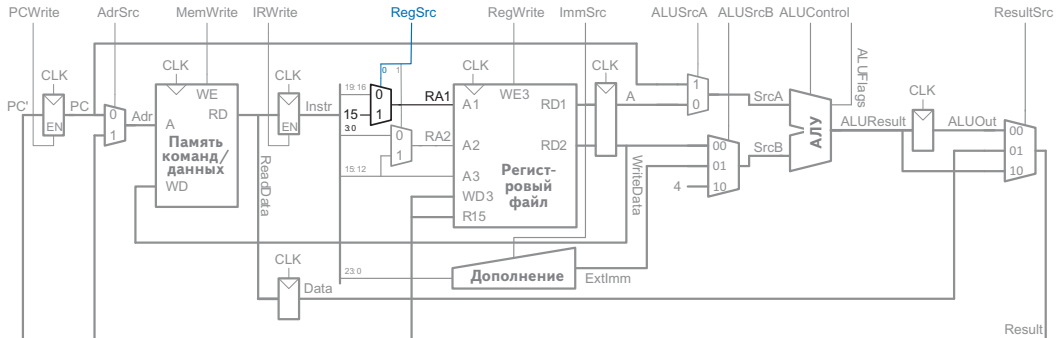 PCWrite AdrSrc MemWrite IRWrite RegSrc RegWrite ImmSrc ALUSrcA ALUSrcB ALUControl ResultSrc
CLK CLK CLK CLK CLK CLK
PC' PC EN
0 1 Adr
A WE RD WD
Память
команд/
данных
ReadData
Instr EN
19:16
15
3:0
15:12
23:0
0 1
0 1
0 1
RA1
RA2
A1 A2 A3 WD3 R15
WE3 RD1 RD2
Регист-
ровый
файл
A
WriteData
1 0
SrcA
00 01 10
4
SrcB
АЛУ
ALUFlags
ALUResult
ALUOut
00 01 10
Дополнение
ExtImm
CLK
Data
Result